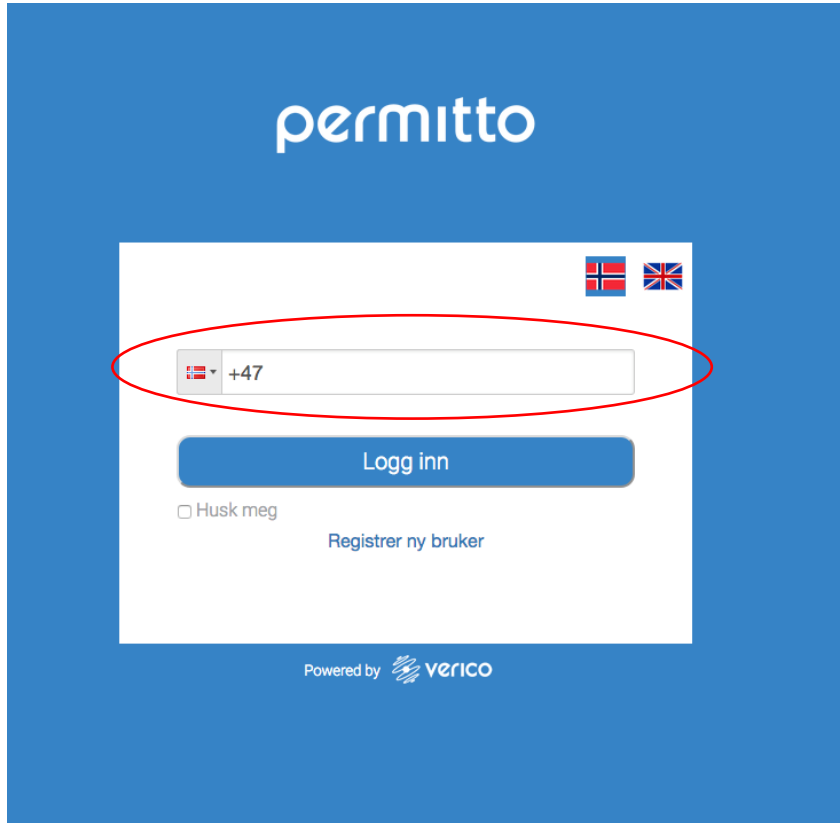 permitto
+47
Logg inn
Husk meg
Registrer ny bruker
Powered by verico